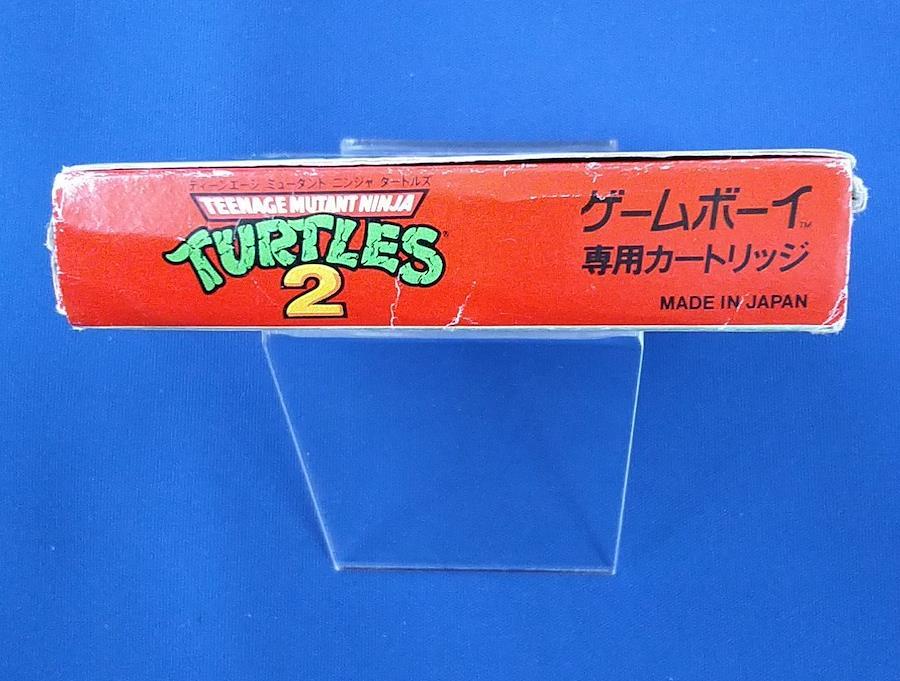 ティーンエージ ミュータント ニンジャ タートルズ
TEENAGE MUTANT NINJA
TURTLES
2
ゲームボーイ™
専用カートリッジ
MADE IN JAPAN